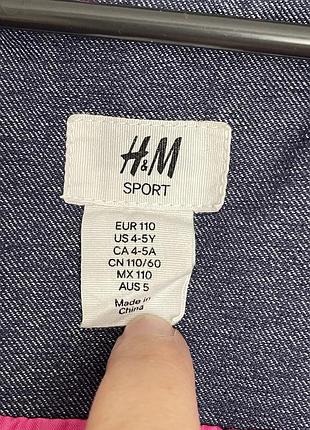 H&M
SPORT
EUR 110
US 4-5Y
CA 4-5A
CN 110/60
MX 110
AUS 5
Made in
China